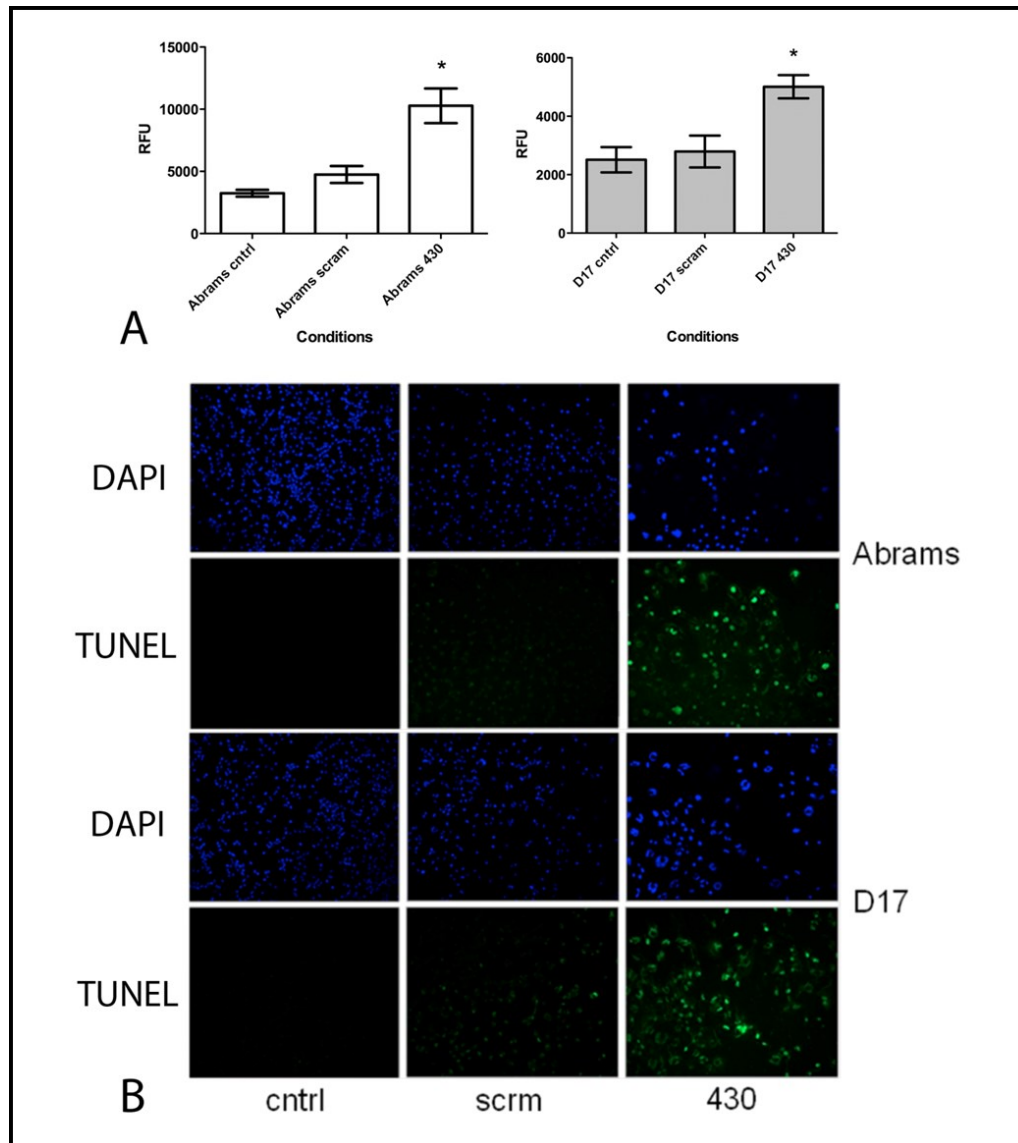 15000
10000
5000
0
RFU
*
Abrams cntrl
Abrams scram
Abrams 430
Conditions
6000
4000
2000
0
RFU
*
D17 cntrl
D17 scram
D17 430
Conditions
A
DAPI
Abrams
TUNEL
DAPI
D17
TUNEL
B
cntrl
scrm
430